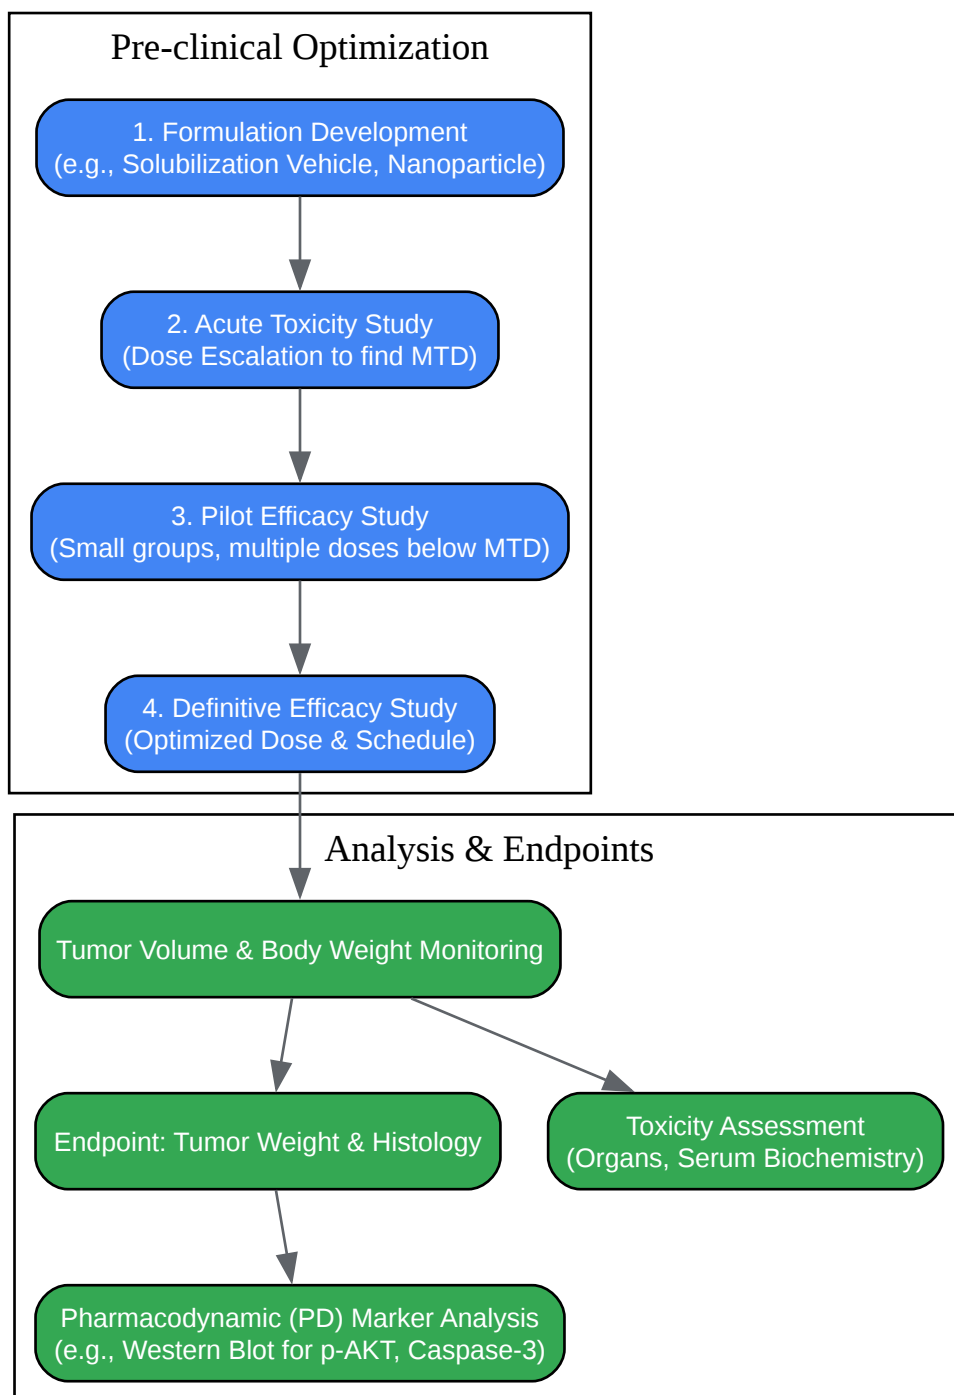 Pre-clinical Optimization
1. Formulation Development
(e.g., Solubilization Vehicle, Nanoparticle)
2. Acute Toxicity Study
(Dose Escalation to find MTD)
3. Pilot Efficacy Study
(Small groups, multiple doses below MTD)
4. Definitive Efficacy Study
(Optimized Dose & Schedule)
Analysis & Endpoints
Tumor Volume & Body Weight Monitoring
Endpoint: Tumor Weight & Histology
Toxicity Assessment
(Organs, Serum Biochemistry)
Pharmacodynamic (PD) Marker Analysis
(e.g., Western Blot for p-AKT, Caspase-3)